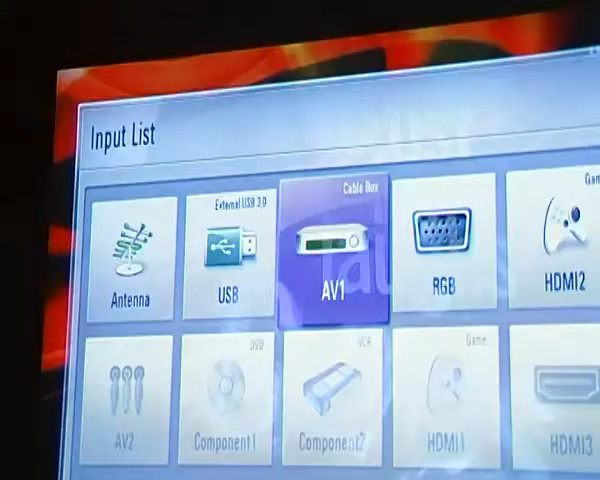 Input List
Cable Box
External USB 3.0
Antenna
USB
AV1
RGB
HDMI2
DVD
VCR
Game
AV2
Component1
Component2
HDMI1
HDMI3